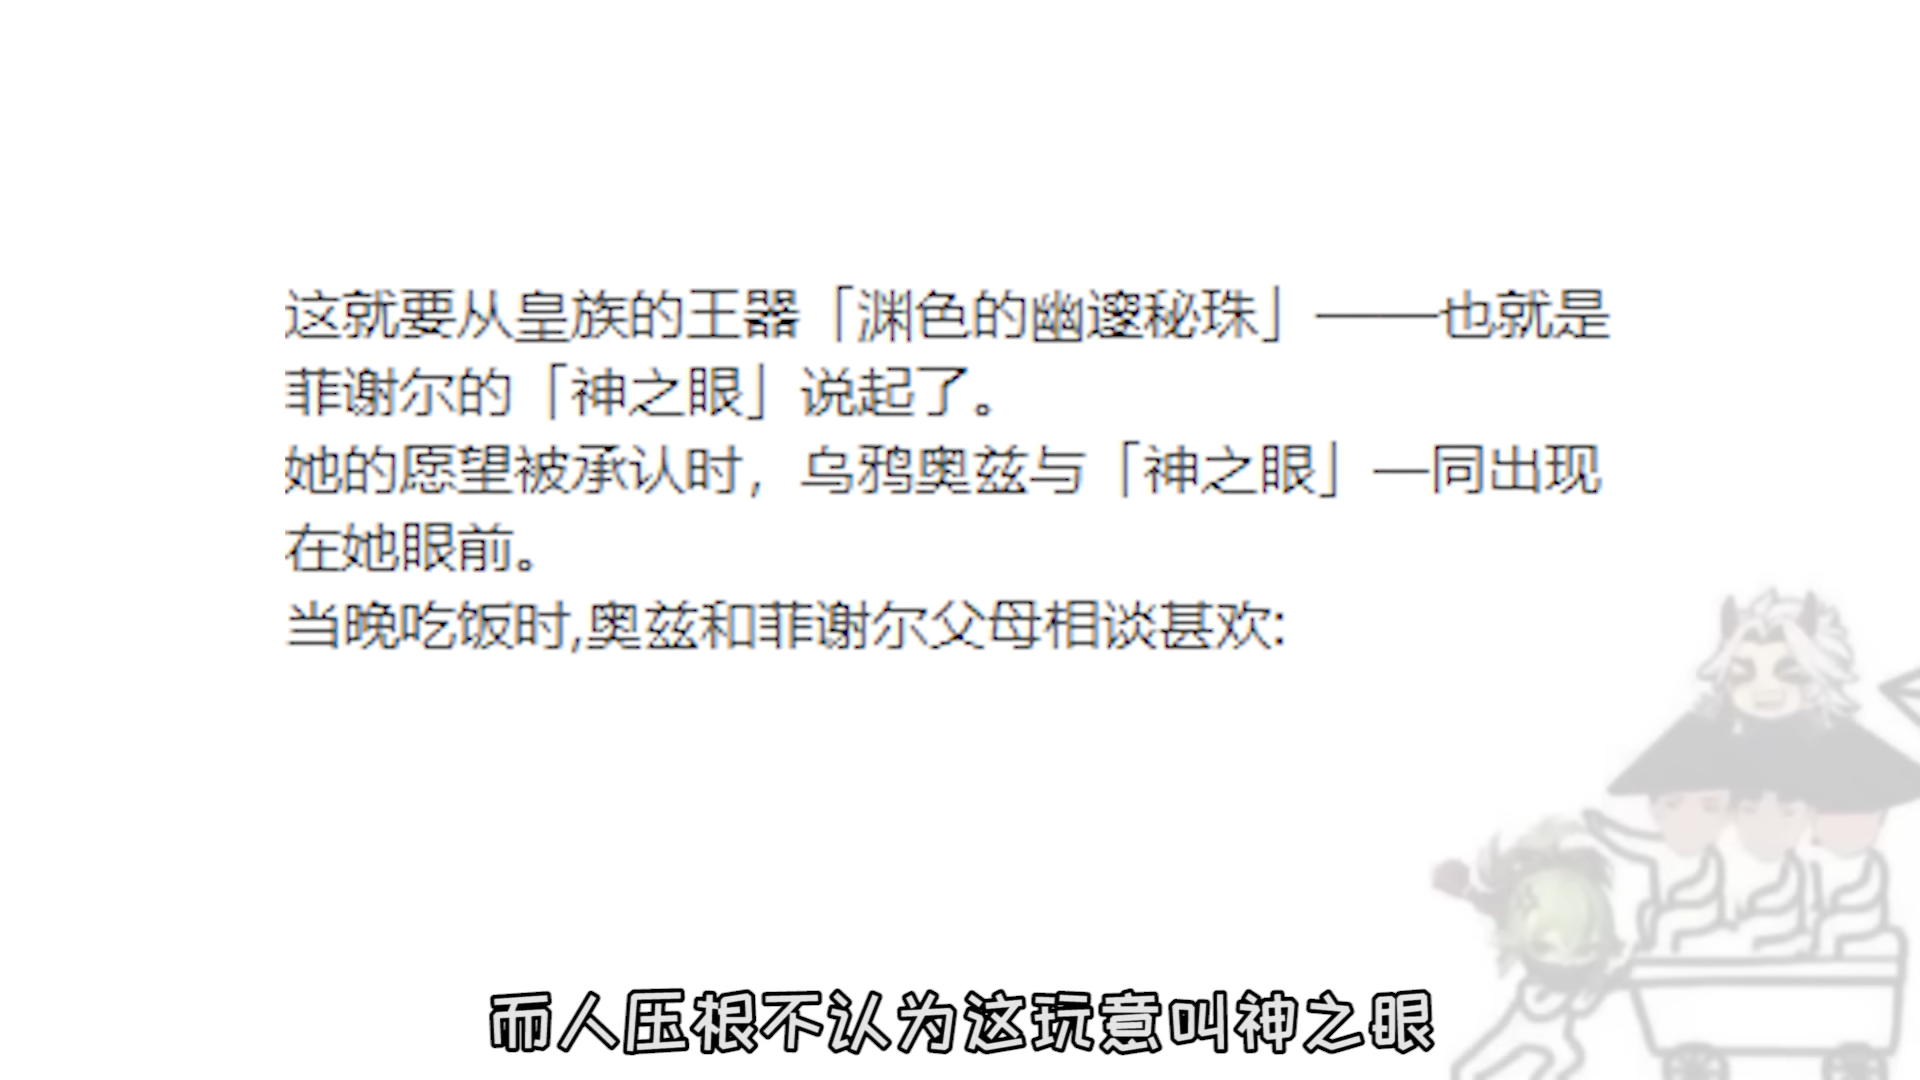 这就要从皇族的王器「渊色的幽邃秘珠」——也就是
菲谢尔的「神之眼」说起了。
她的愿望被承认时，乌鸦奥兹与「神之眼」一同出现
在她眼前。
当晚吃饭时,奥兹和菲谢尔父母相谈甚欢:
而人压根不认为这玩意叫神之眼